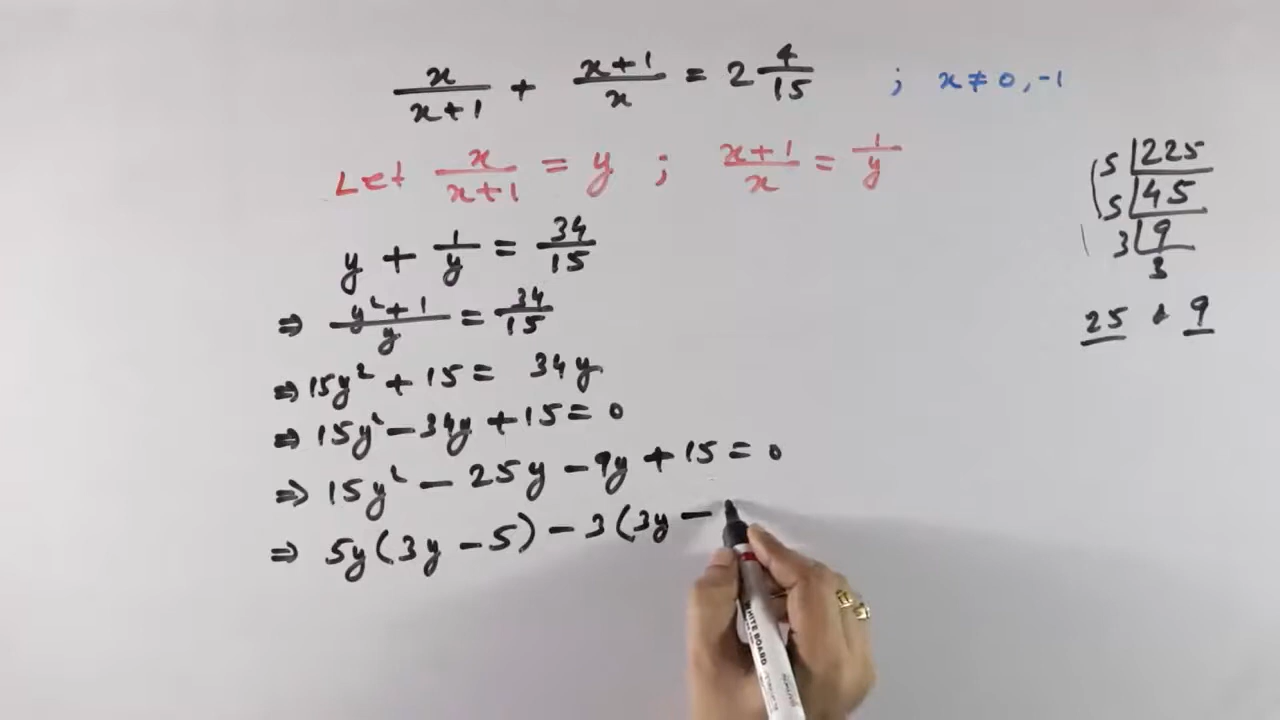 x/(x+1) + (x+1)/x = 2 4/15 ; x ≠ 0, -1
Let x/(x+1) = y ; (x+1)/x = 1/y
y + 1/y = 34/15
⇒ (y²+1)/y = 34/15
⇒ 15y² + 15 = 34y
⇒ 15y² - 34y + 15 = 0
⇒ 15y² - 25y - 9y + 15 = 0
⇒ 5y(3y - 5) - 3(3y -
5 | 225
5 | 45
3 | 9
3
25 & 9
WHITE BOARD